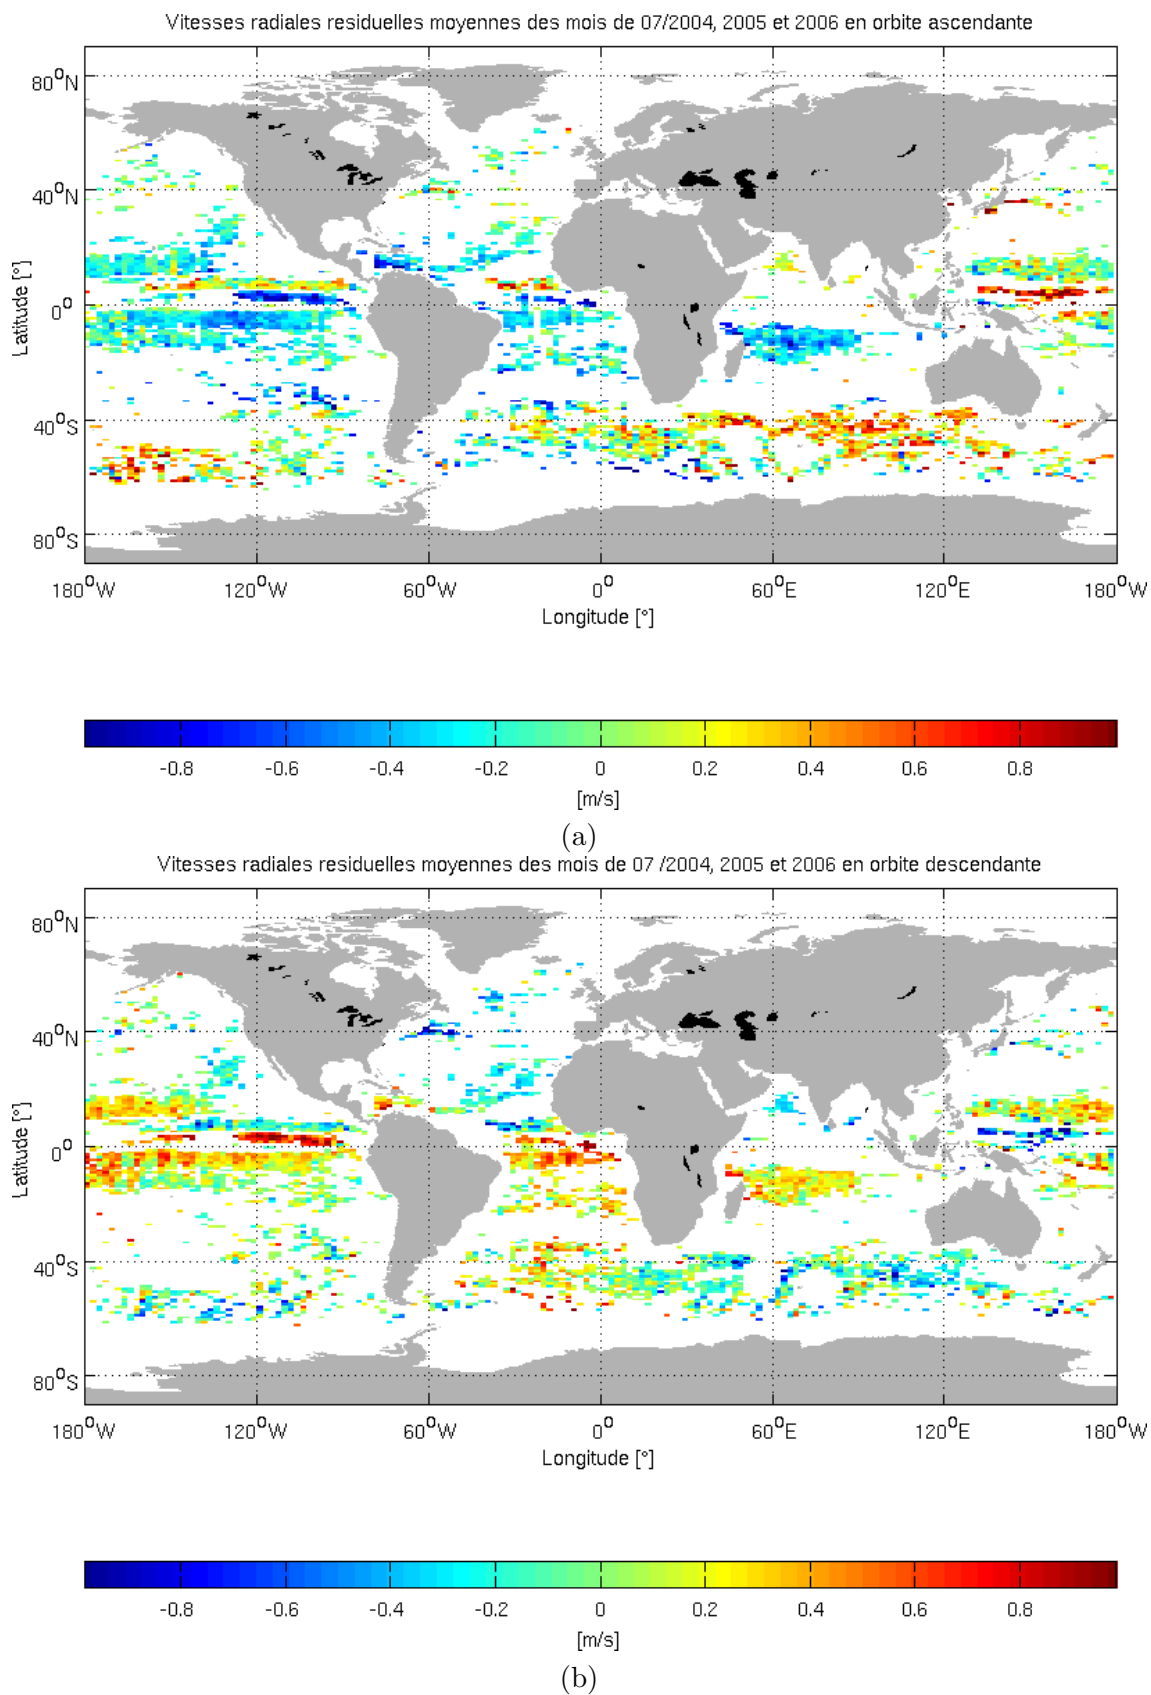 Vitesses radiales residuelles moyennes des mois de 07/2004, 2005 et 2006 en orbite ascendante
80°N
40°N
0°
40°S
80°S
Latitude [°]
180°W 120°W 60°W 0° 60°E 120°E 180°W
Longitude [°]
-0.8 -0.6 -0.4 -0.2 0 0.2 0.4 0.6 0.8
[m/s]
(a)
Vitesses radiales residuelles moyennes des mois de 07 /2004, 2005 et 2006 en orbite descendante
80°N
40°N
0°
40°S
80°S
Latitude [°]
180°W 120°W 60°W 0° 60°E 120°E 180°W
Longitude [°]
-0.8 -0.6 -0.4 -0.2 0 0.2 0.4 0.6 0.8
[m/s]
(b)